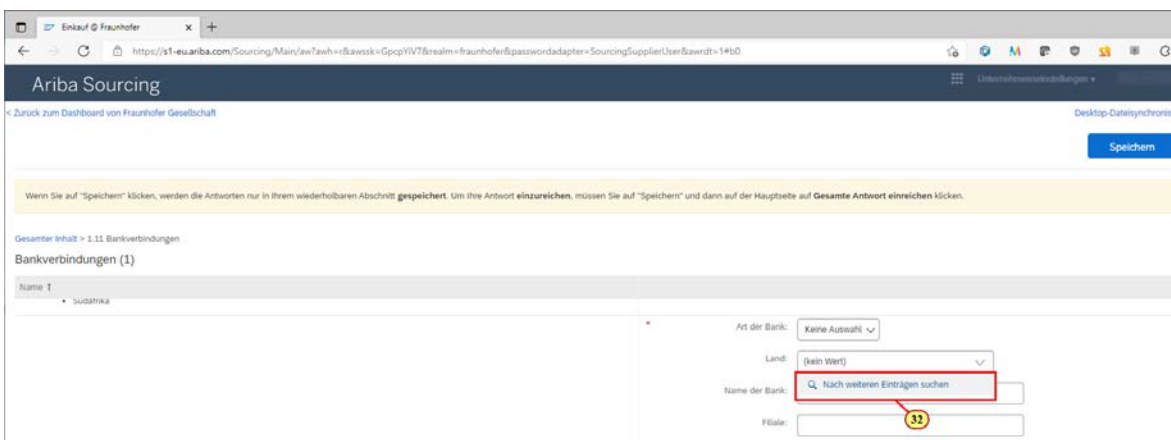 Einkauf @ Fraunhofer
https://s1-eu.ariba.com/Sourcing/Main/aw?awh=r&awssk=GpcpYiV7&realm=fraunhofer&passwordadapter=SourcingSupplierUser&awrdt=1#b0
Ariba Sourcing
Unternehmenseinstellungen
< Zurück zum Dashboard von Fraunhofer Gesellschaft
Desktop-Dateisynchronis
Speichern
Wenn Sie auf "Speichern" klicken, werden die Antworten nur in Ihrem wiederholbaren Abschnitt gespeichert. Um Ihre Antwort einzureichen, müssen Sie auf "Speichern" und dann auf der Hauptseite auf Gesamte Antwort einreichen klicken.
Gesamter Inhalt > 1.11 Bankverbindungen
Bankverbindungen (1)
Name ↑
• Südafrika
* Art der Bank: Keine Auswahl
Land: (kein Wert)
Nach weiteren Einträgen suchen
Name der Bank:
32
Filiale: